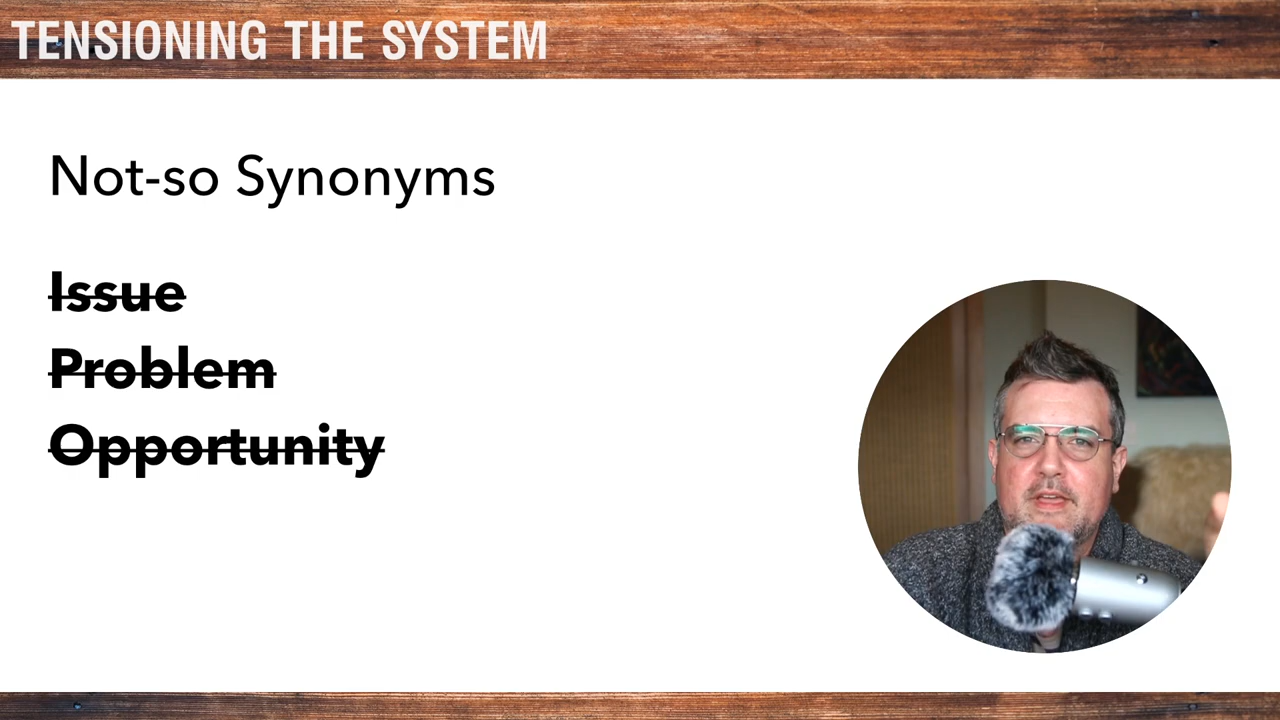 TENSIONING THE SYSTEM
Not-so Synonyms
Issue
Problem
Opportunity